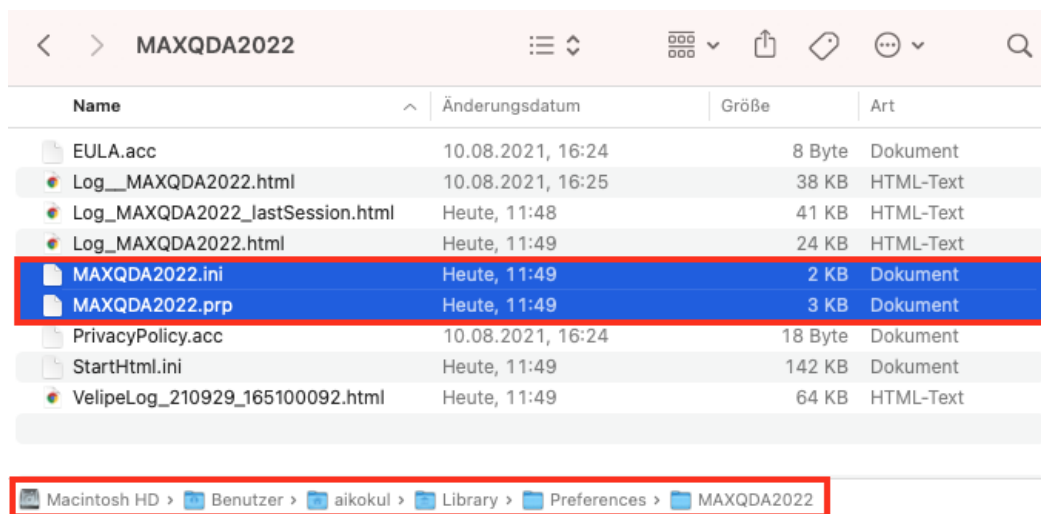 MAXQDA2022
Name Änderungsdatum Größe Art
EULA.acc 10.08.2021, 16:24 8 Byte Dokument
Log__MAXQDA2022.html 10.08.2021, 16:25 38 KB HTML-Text
Log_MAXQDA2022_lastSession.html Heute, 11:48 41 KB HTML-Text
Log_MAXQDA2022.html Heute, 11:49 24 KB HTML-Text
MAXQDA2022.ini Heute, 11:49 2 KB Dokument
MAXQDA2022.prp Heute, 11:49 3 KB Dokument
PrivacyPolicy.acc 10.08.2021, 16:24 18 Byte Dokument
StartHtml.ini Heute, 11:49 142 KB Dokument
VelipeLog_210929_165100092.html Heute, 11:49 64 KB HTML-Text
Macintosh HD › Benutzer › aikokul › Library › Preferences › MAXQDA2022